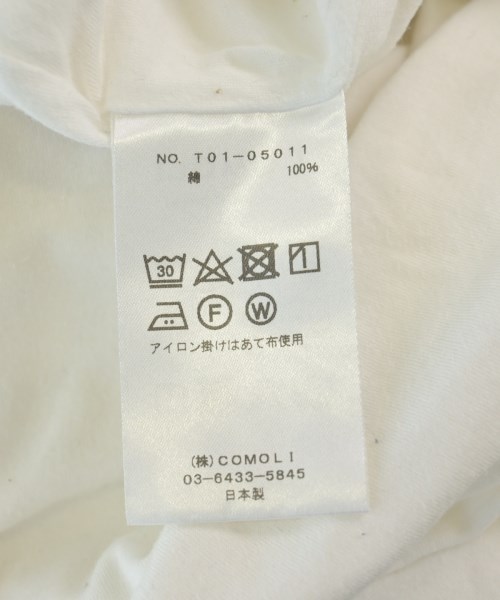 NO. T01-05011
綿 100%
30
F W
アイロン掛けはあて布使用
(株) COMOLI
03-6433-5845
日本製